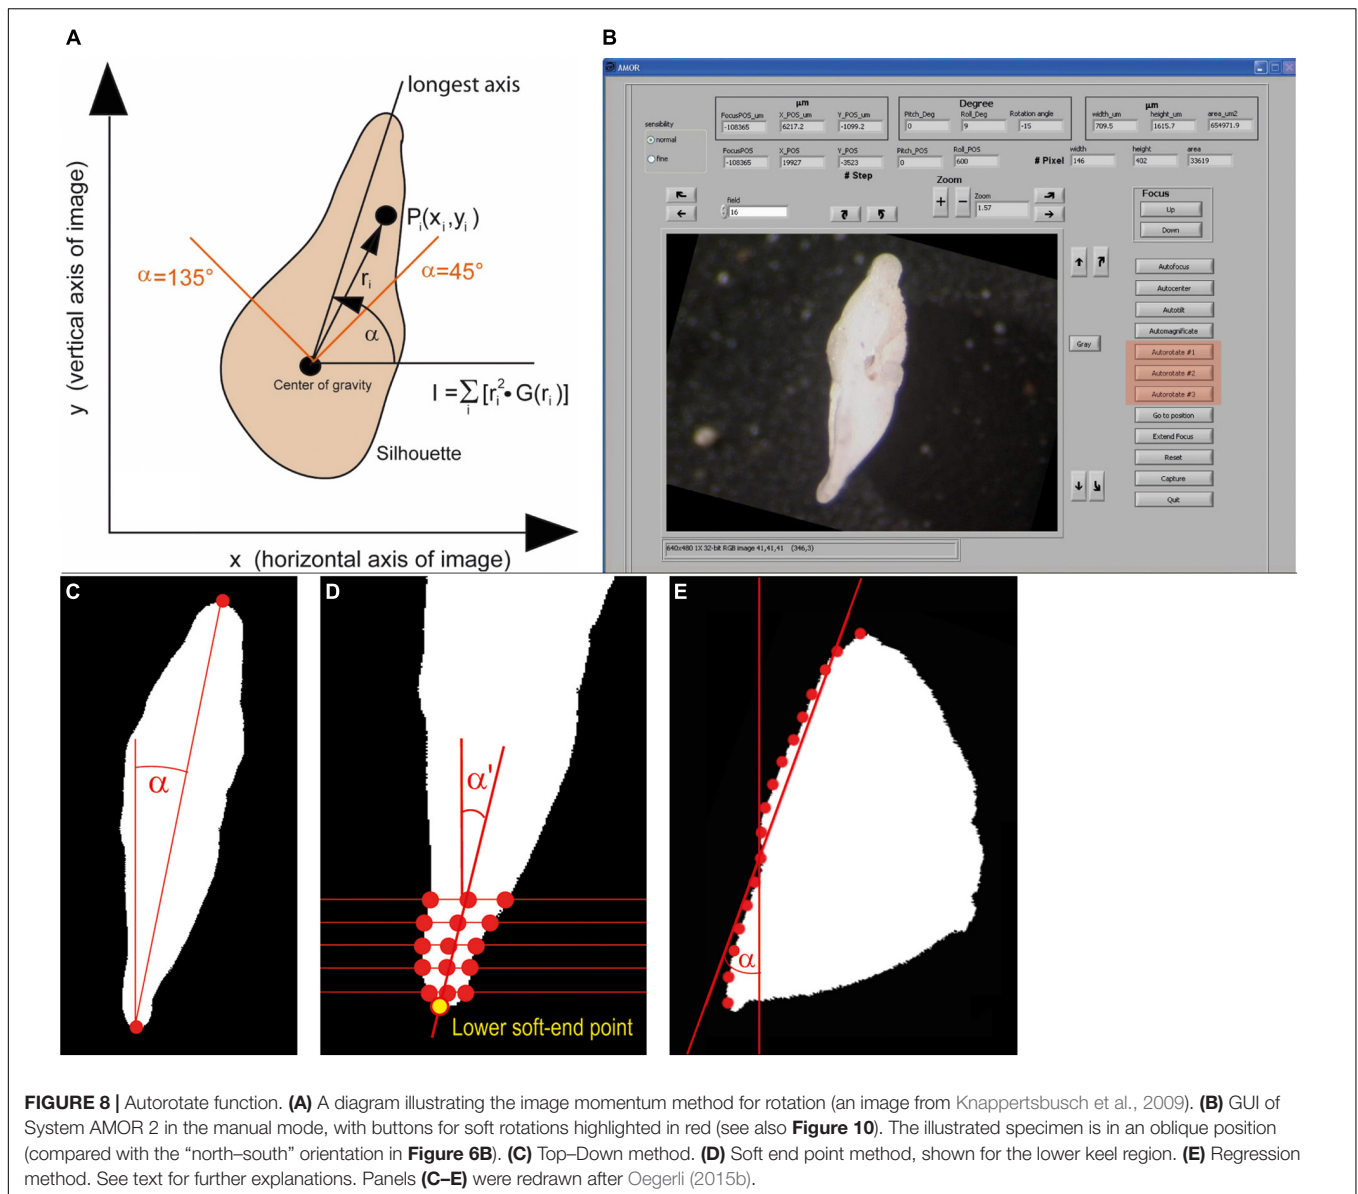 A
longest axis
Pi(xi,yi)
α=135°
α=45°
ri
α
Center of gravity
I = ∑i [ri²• G(ri)]
Silhouette
y (vertical axis of image)
x (horizontal axis of image)
B
AMOR
µm
Degree
µm
sensibility
normal
fine
FocusPOS_um X_POS_um Y_POS_um
-108365 6217.2 -1099.2
Pitch_Deg Roll_Deg Rotation angle
0 9 -15
width_um height_um area_um2
709.5 1615.7 654971.9
FocusPOS X_POS Y_POS Pitch_POS Roll_POS
-108365 19927 -3523 0 600
# Pixel
width height area
146 402 33619
# Step
Zoom
+ −
Zoom
1.57
field
16
Focus
Up
Down
Autofocus
Autocenter
Autotilt
Automagnificate
Autorotate #1
Autorotate #2
Autorotate #3
Go to position
Extend Focus
Reset
Capture
Quit
Gray
640x480 1X 32-bit RGB image 41,41,41 (346,3)
C
α
D
α'
Lower soft-end point
E
α
FIGURE 8 | Autorotate function. (A) A diagram illustrating the image momentum method for rotation (an image from Knappertsbusch et al., 2009). (B) GUI of
System AMOR 2 in the manual mode, with buttons for soft rotations highlighted in red (see also Figure 10). The illustrated specimen is in an oblique position
(compared with the “north–south” orientation in Figure 6B). (C) Top–Down method. (D) Soft end point method, shown for the lower keel region. (E) Regression
method. See text for further explanations. Panels (C–E) were redrawn after Oegerli (2015b).